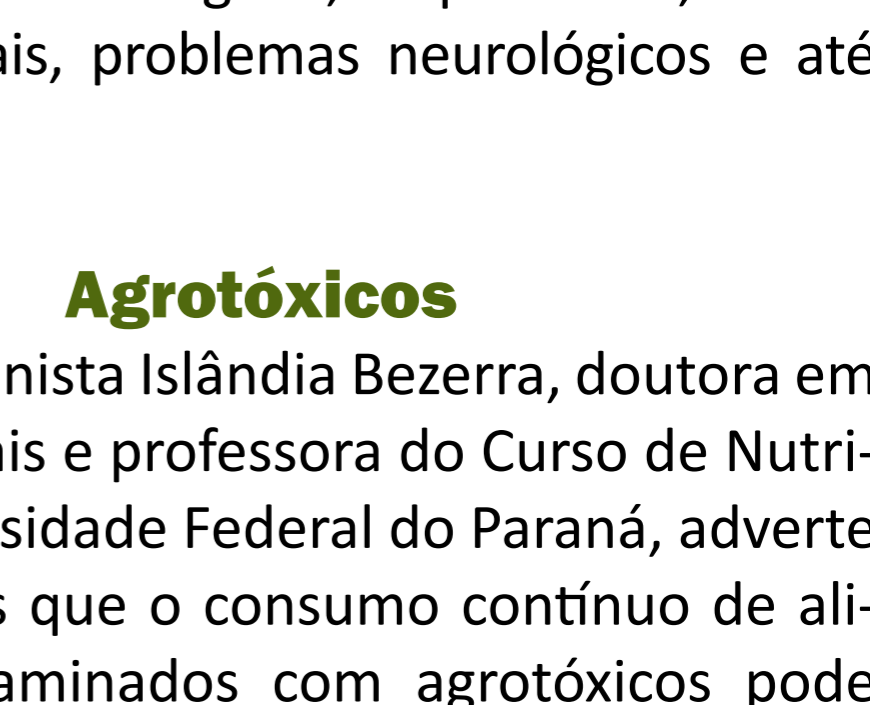 ais, problemas neurológicos e até
Agrotóxicos
nista Islândia Bezerra, doutora em
ais e professora do Curso de Nutri-
sidade Federal do Paraná, adverte
s que o consumo contínuo de ali-
aminados com agrotóxicos pode